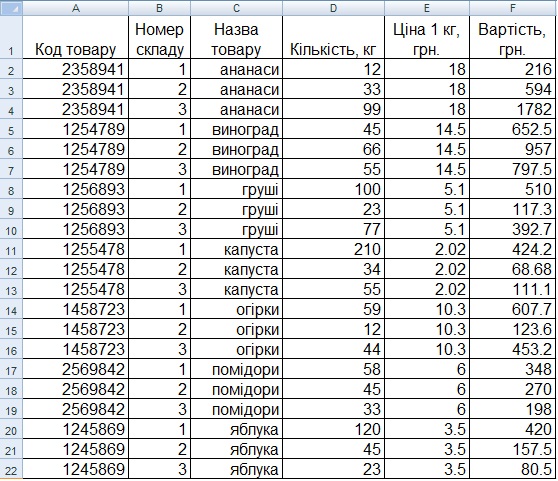 A B C D E F
1 Код товару Номер складу Назва товару Кількість, кг Ціна 1 кг, грн. Вартість, грн.
2 2358941 1 ананаси 12 18 216
3 2358941 2 ананаси 33 18 594
4 2358941 3 ананаси 99 18 1782
5 1254789 1 виноград 45 14.5 652.5
6 1254789 2 виноград 66 14.5 957
7 1254789 3 виноград 55 14.5 797.5
8 1256893 1 груші 100 5.1 510
9 1256893 2 груші 23 5.1 117.3
10 1256893 3 груші 77 5.1 392.7
11 1255478 1 капуста 210 2.02 424.2
12 1255478 2 капуста 34 2.02 68.68
13 1255478 3 капуста 55 2.02 111.1
14 1458723 1 огірки 59 10.3 607.7
15 1458723 2 огірки 12 10.3 123.6
16 1458723 3 огірки 44 10.3 453.2
17 2569842 1 помідори 58 6 348
18 2569842 2 помідори 45 6 270
19 2569842 3 помідори 33 6 198
20 1245869 1 яблука 120 3.5 420
21 1245869 2 яблука 45 3.5 157.5
22 1245869 3 яблука 23 3.5 80.5